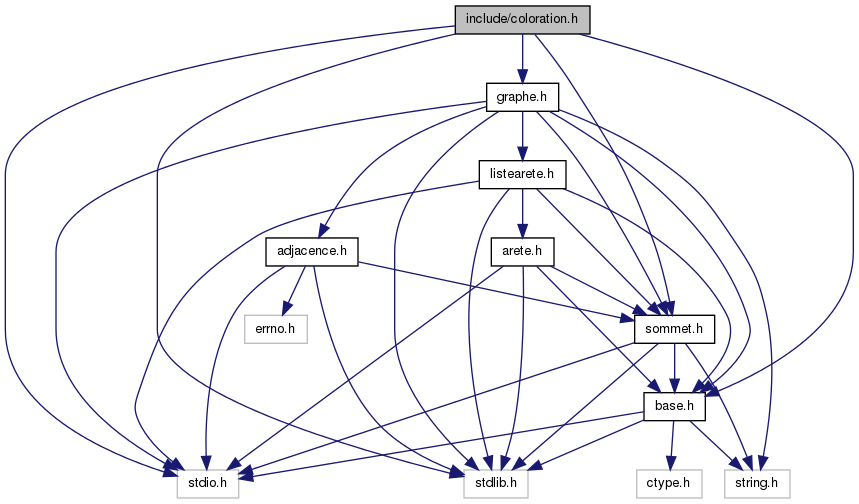 include/coloration.h
graphe.h
listearete.h
adjacence.h
arete.h
errno.h
sommet.h
base.h
stdio.h
stdlib.h
ctype.h
string.h